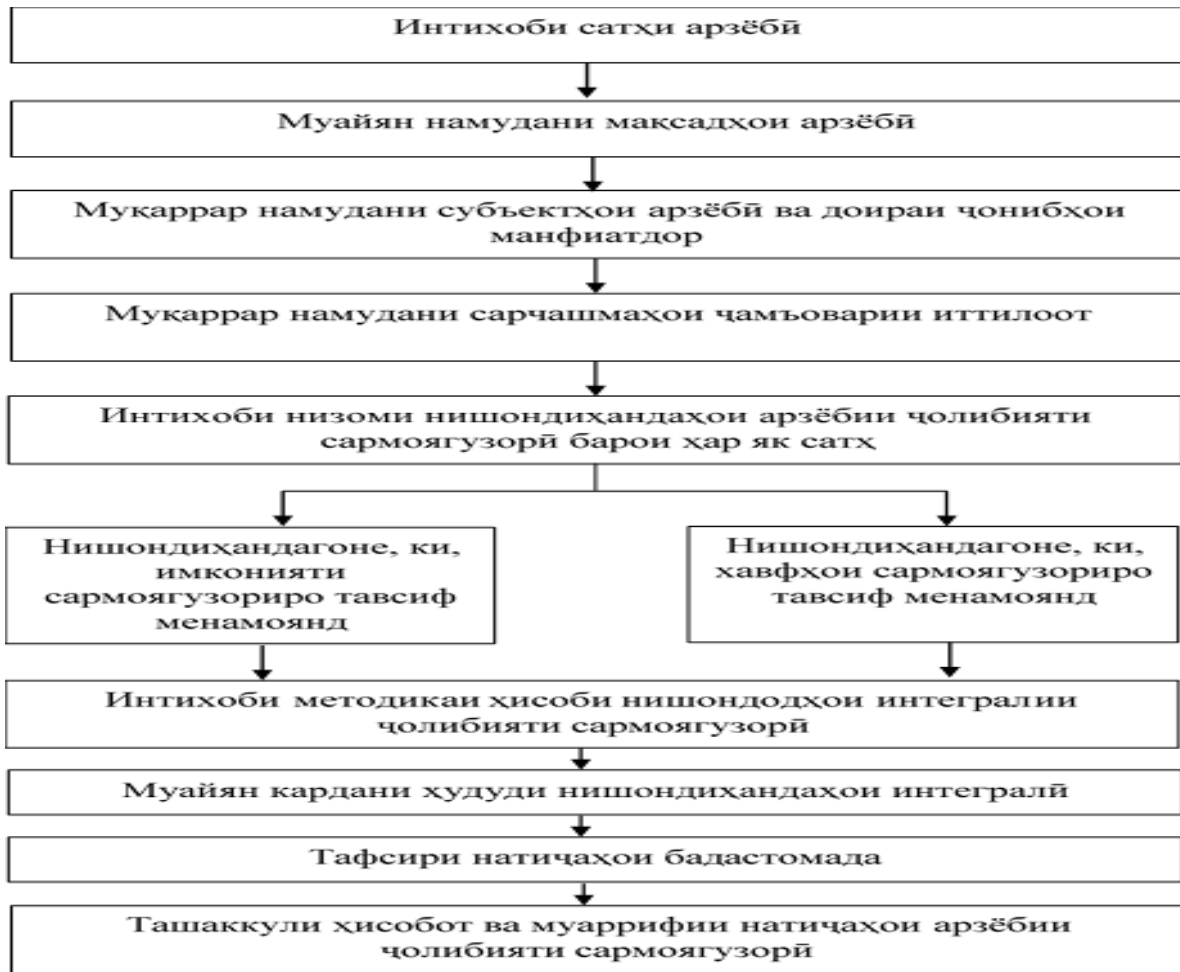 Интихоби сатҳи арзёбӣ
Муайян намудани мақсадҳои арзёбӣ
Муқаррар намудани субъектҳои арзёбӣ ва доираи ҷонибҳои
манфиатдор
Муқаррар намудани сарчашмаҳои ҷамъоварии иттилоот
Интихоби низоми нишондиҳандаҳои арзёбии ҷолибияти
сармоягузорӣ барои ҳар як сатҳ
Нишондиҳандагоне, ки,
имконияти
сармоягузориро тавсиф
менамоянд
Нишондиҳандагоне, ки,
хавфҳои сармоягузориро
тавсиф менамоянд
Интихоби методикаи ҳисоби нишондодҳои интегралии
ҷолибияти сармоягузорӣ
Муайян кардани ҳудуди нишондиҳандаҳои интегралӣ
Тафсири натиҷаҳои бадастомада
Ташаккули ҳисобот ва муаррифии натиҷаҳои арзёбии
ҷолибияти сармоягузорӣ